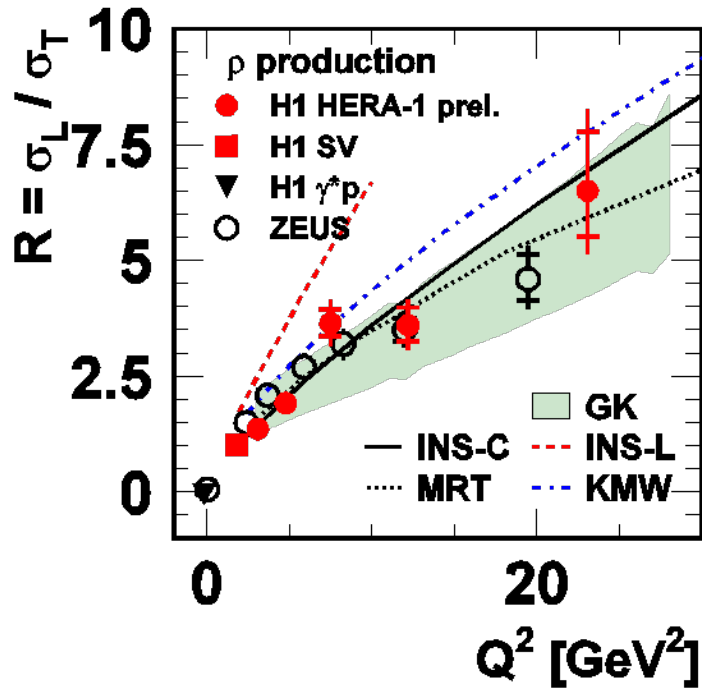 10
7.5
5
2.5
0
R = σL / σT
ρ production
H1 HERA-1 prel.
H1 SV
H1 γ*p
ZEUS
GK
INS-C
INS-L
MRT
KMW
0
20
Q² [GeV²]